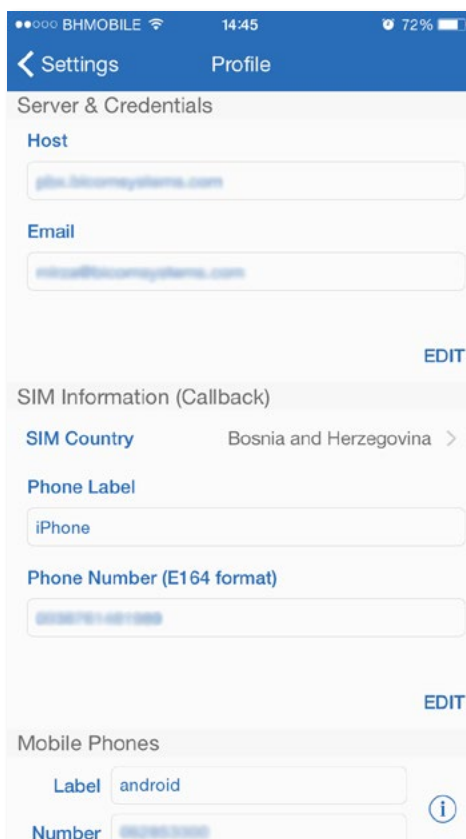 BHMOBILE 14:45 72%
Settings Profile
Server & Credentials
Host
Email
EDIT
SIM Information (Callback)
SIM Country Bosnia and Herzegovina
Phone Label
iPhone
Phone Number (E164 format)
EDIT
Mobile Phones
Label android
Number